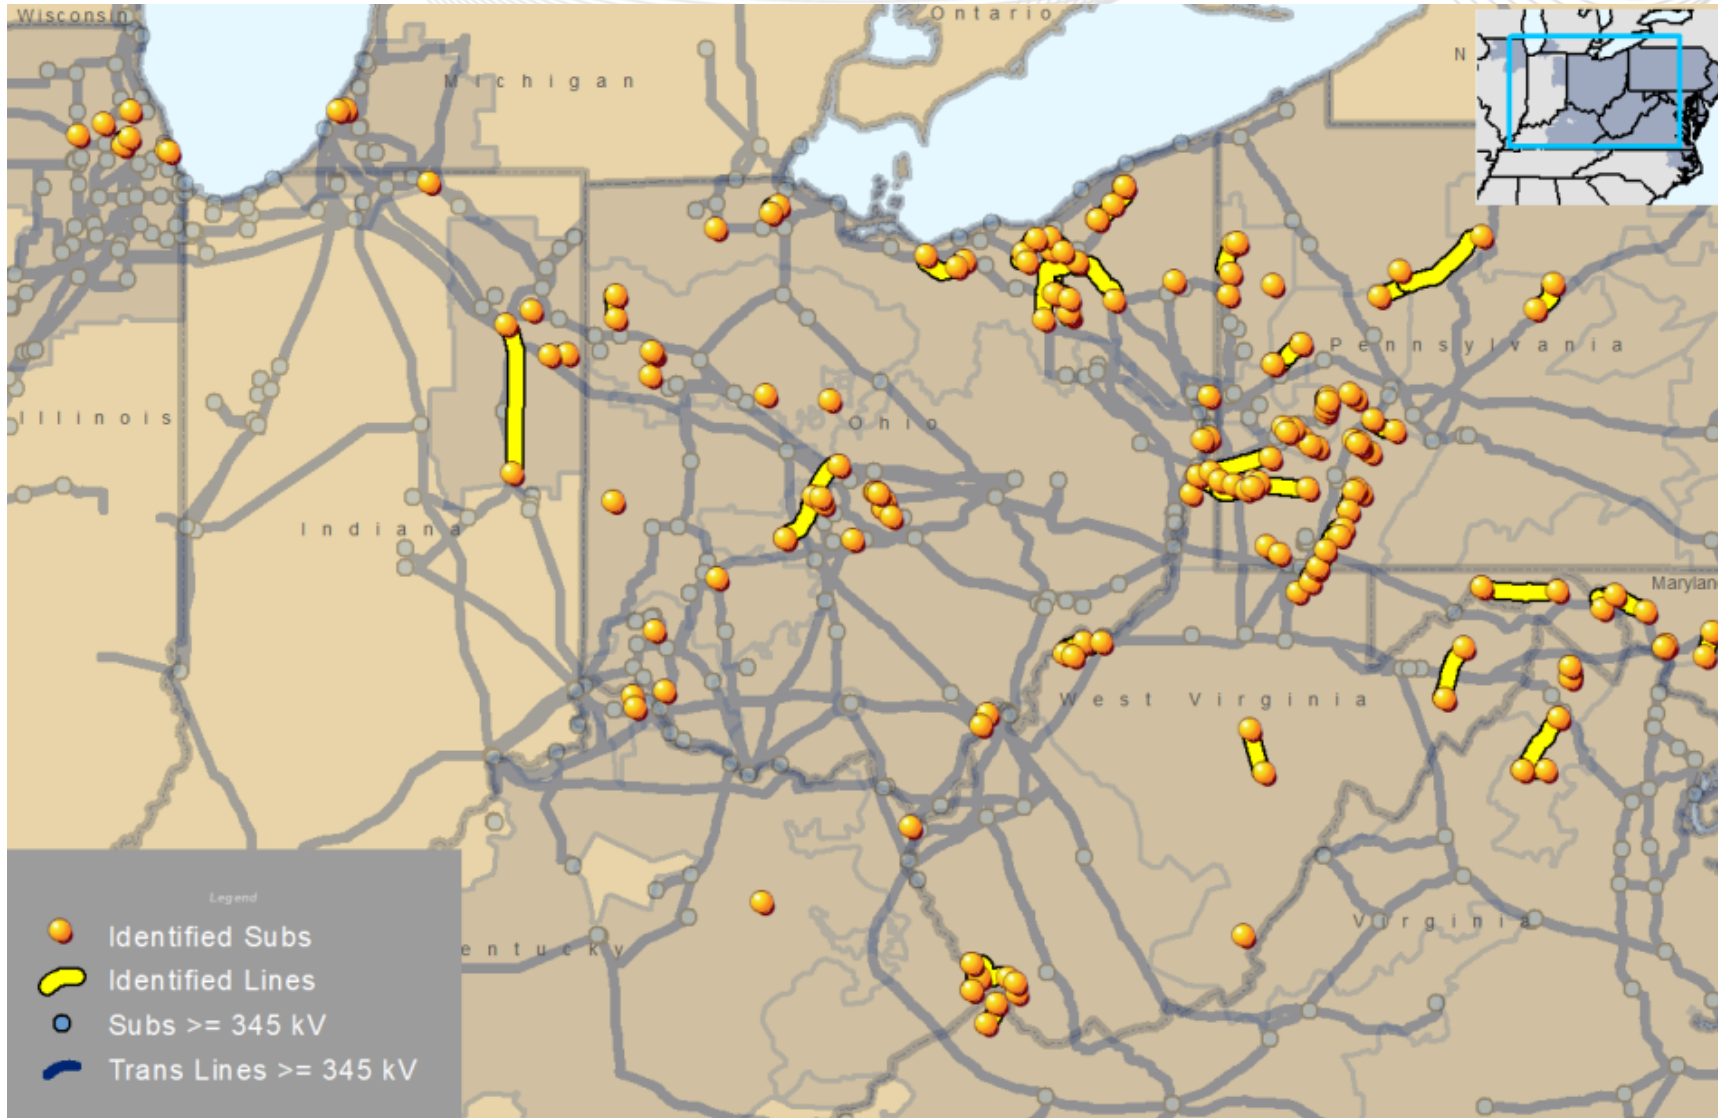 Wisconsin
Ontario
Michigan
N
Pennsylvania
Illinois
Ohio
Indiana
Maryland
West Virginia
Virginia
entucky
Legend
Identified Subs
Identified Lines
Subs >= 345 kV
Trans Lines >= 345 kV